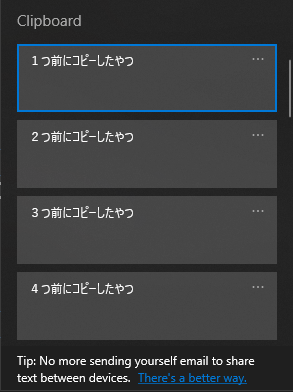 Clipboard
1 つ前にコピーしたやつ
2 つ前にコピーしたやつ
3 つ前にコピーしたやつ
4 つ前にコピーしたやつ
Tip: No more sending yourself email to share
text between devices. There's a better way.